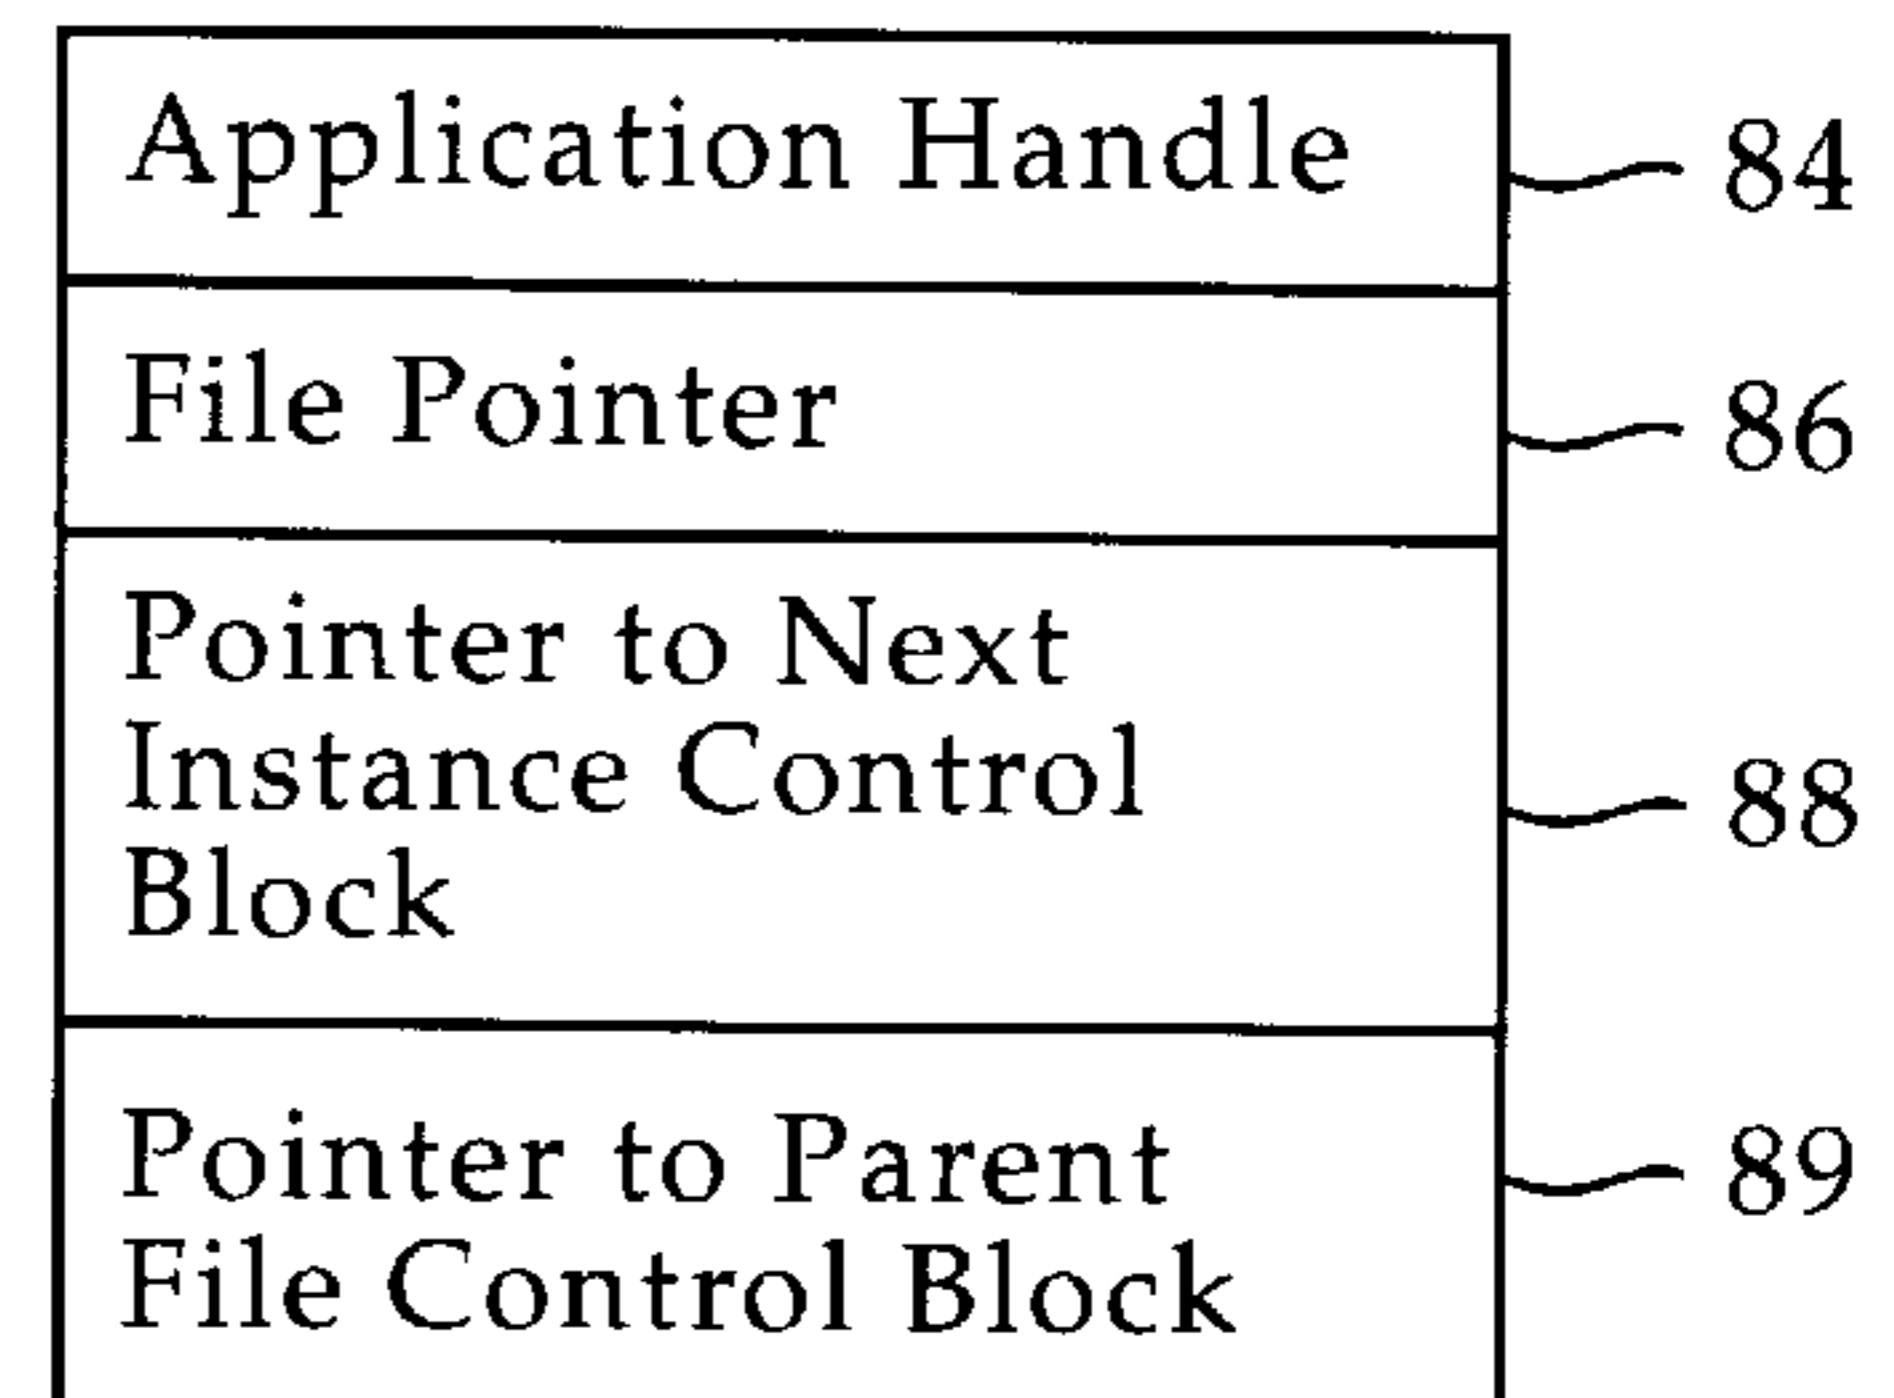 Application Handle
84
File Pointer
86
Pointer to Next
Instance Control
Block
88
Pointer to Parent
File Control Block
89